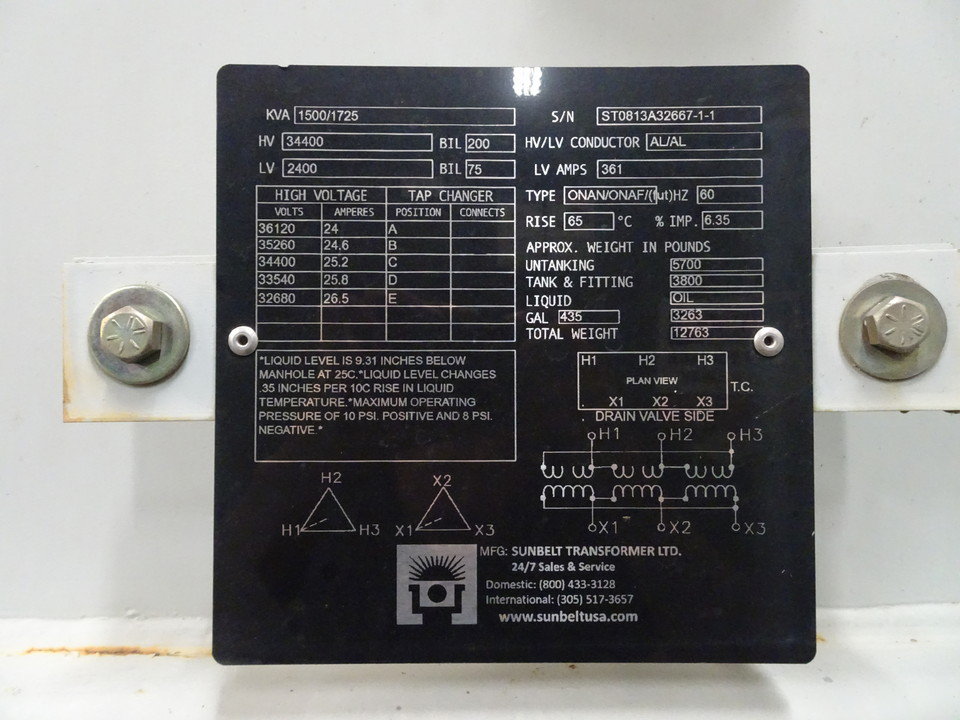 KVA 1500/1725
S/N ST0813A32667-1-1
HV 34400 BIL 200
HV/LV CONDUCTOR AL/AL
LV 2400 BIL 75
LV AMPS 361
TYPE ONAN/ONAF/(fut) HZ 60
RISE 65 °C % IMP. 6.35
HIGH VOLTAGE TAP CHANGER
VOLTS AMPERES POSITION CONNECTS
36120 24 A
35260 24.6 B
34400 25.2 C
33540 25.8 D
32680 26.5 E
APPROX. WEIGHT IN POUNDS
UNTANKING 5700
TANK & FITTING 3800
LIQUID OIL
GAL 435 3263
TOTAL WEIGHT 12763
*LIQUID LEVEL IS 9.31 INCHES BELOW
MANHOLE AT 25C.*LIQUID LEVEL CHANGES
.35 INCHES PER 10C RISE IN LIQUID
TEMPERATURE.*MAXIMUM OPERATING
PRESSURE OF 10 PSI. POSITIVE AND 8 PSI.
NEGATIVE.*
H1 H2 H3
PLAN VIEW
T.C.
X1 X2 X3
DRAIN VALVE SIDE
H1 H2 H3
X1 X2 X3
H2
H1 H3
X2
X1 X3
MFG: SUNBELT TRANSFORMER LTD.
24/7 Sales & Service
Domestic: (800) 433-3128
International: (305) 517-3657
www.sunbeltusa.com